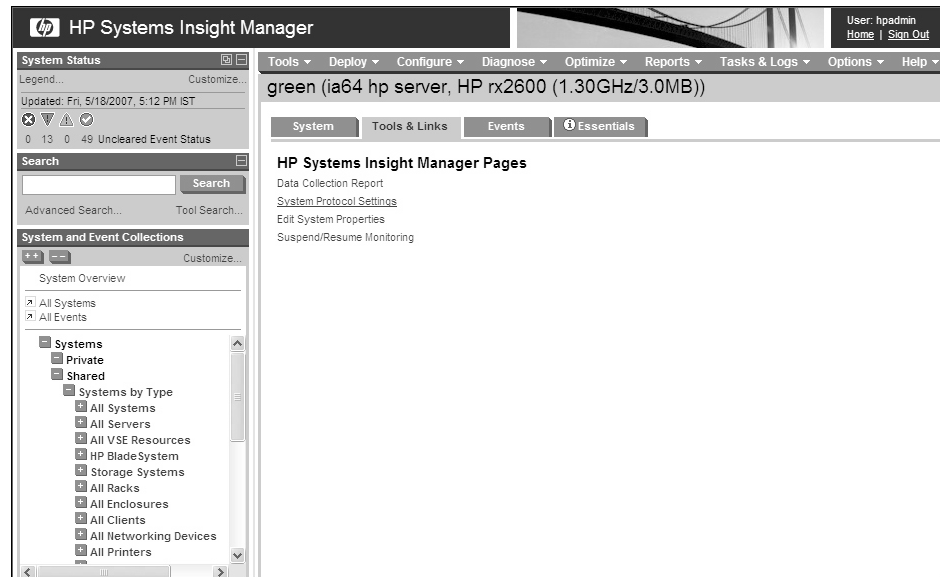 hp HP Systems Insight Manager
User: hpadmin
Home | Sign Out
System Status
Legend... Customize...
Updated: Fri, 5/18/2007, 5:12 PM IST
0 13 0 49 Uncleared Event Status
Search
Search
Advanced Search... Tool Search...
System and Event Collections
++ -- Customize...
System Overview
All Systems
All Events
Systems
Private
Shared
Systems by Type
All Systems
All Servers
All VSE Resources
HP BladeSystem
Storage Systems
All Racks
All Enclosures
All Clients
All Networking Devices
All Printers
Tools Deploy Configure Diagnose Optimize Reports Tasks & Logs Options Help
green (ia64 hp server, HP rx2600 (1.30GHz/3.0MB))
System Tools & Links Events Essentials
HP Systems Insight Manager Pages
Data Collection Report
System Protocol Settings
Edit System Properties
Suspend/Resume Monitoring